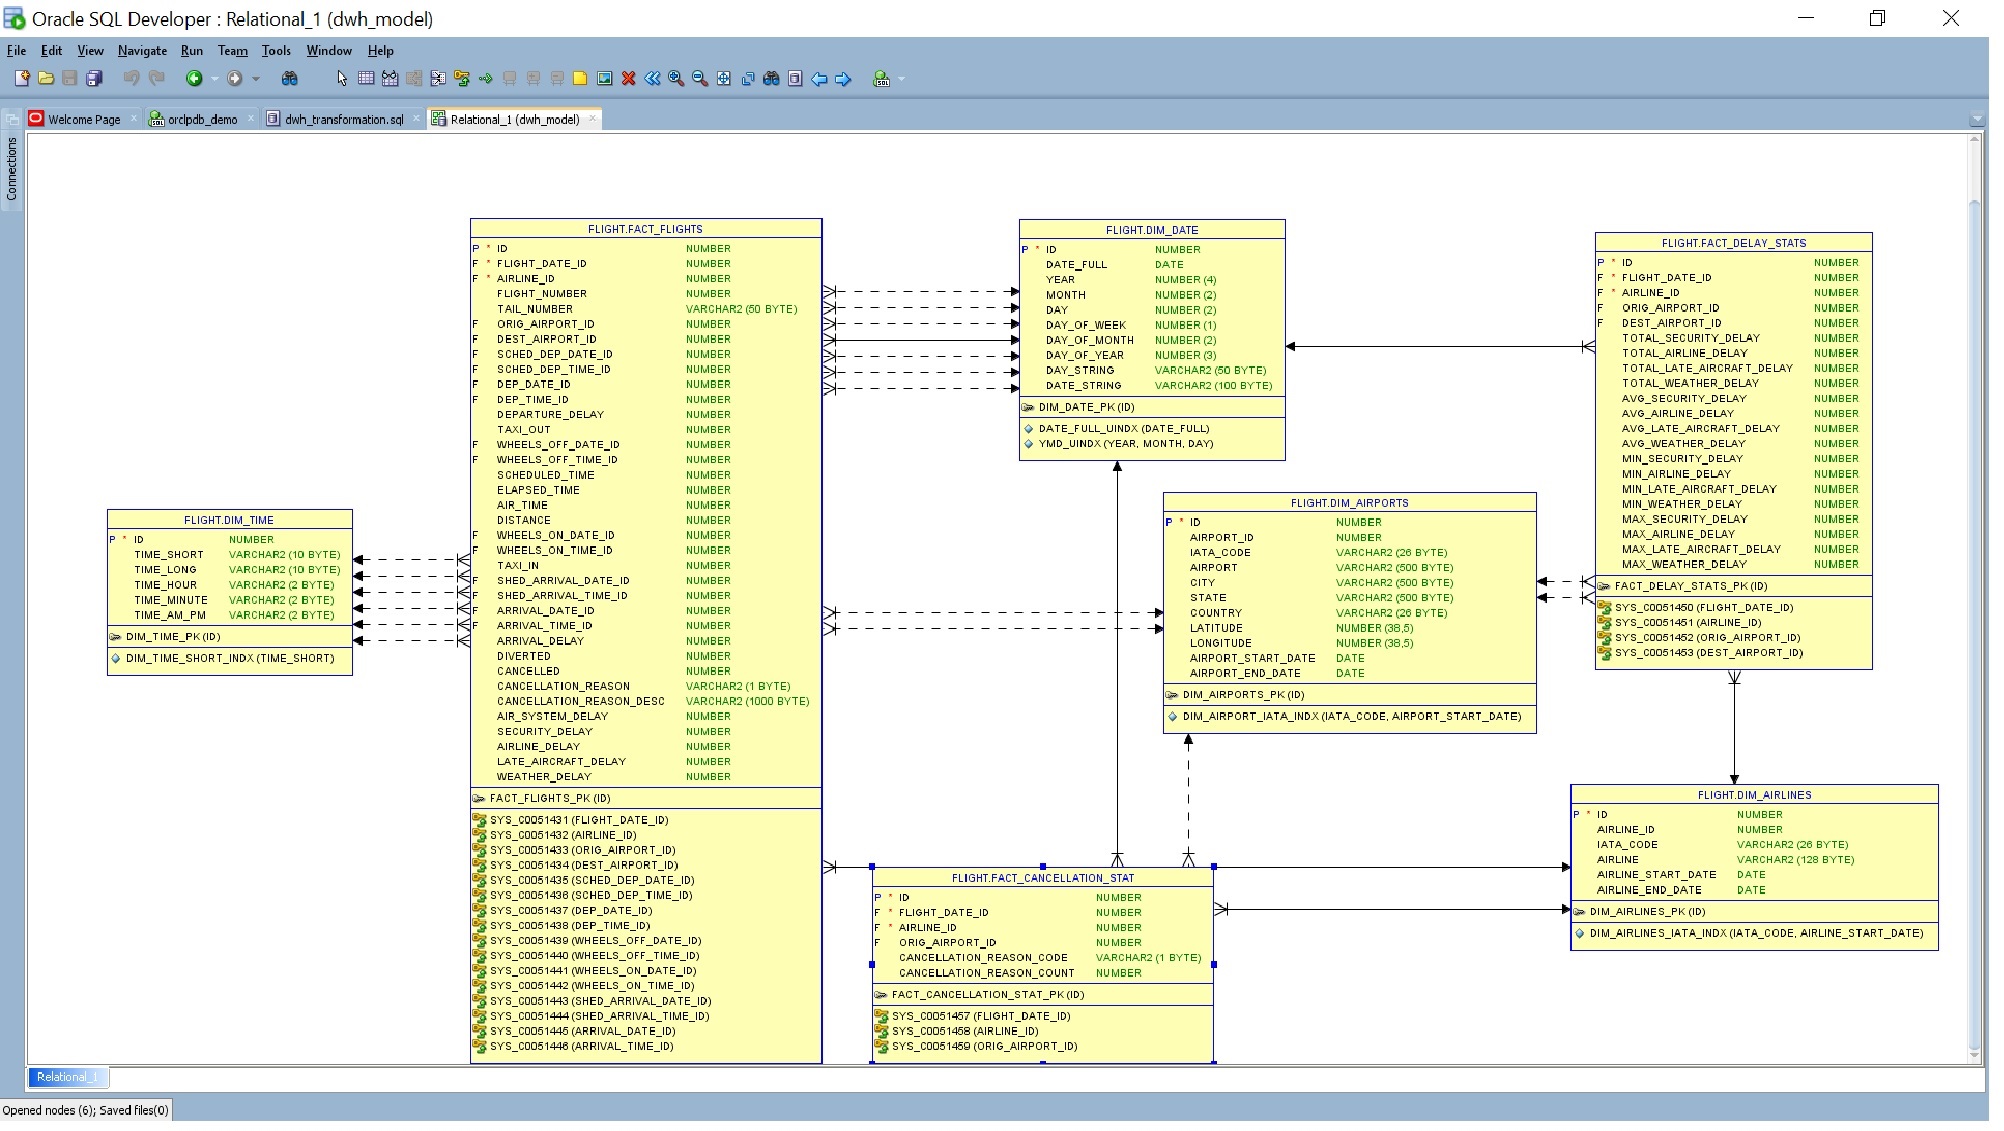 Oracle SQL Developer : Relational_1 (dwh_model)
File Edit View Navigate Run Team Tools Window Help
Welcome Page orclpdb_demo dwh_transformation.sql Relational_1 (dwh_model)
Connections
FLIGHT.FACT_FLIGHTS
P * ID NUMBER
F * FLIGHT_DATE_ID NUMBER
F * AIRLINE_ID NUMBER
FLIGHT_NUMBER NUMBER
TAIL_NUMBER VARCHAR2 (50 BYTE)
F ORIG_AIRPORT_ID NUMBER
F DEST_AIRPORT_ID NUMBER
F SCHED_DEP_DATE_ID NUMBER
F SCHED_DEP_TIME_ID NUMBER
F DEP_DATE_ID NUMBER
F DEP_TIME_ID NUMBER
DEPARTURE_DELAY NUMBER
TAXI_OUT NUMBER
F WHEELS_OFF_DATE_ID NUMBER
F WHEELS_OFF_TIME_ID NUMBER
SCHEDULED_TIME NUMBER
ELAPSED_TIME NUMBER
AIR_TIME NUMBER
DISTANCE NUMBER
F WHEELS_ON_DATE_ID NUMBER
F WHEELS_ON_TIME_ID NUMBER
TAXI_IN NUMBER
F SHED_ARRIVAL_DATE_ID NUMBER
F SHED_ARRIVAL_TIME_ID NUMBER
F ARRIVAL_DATE_ID NUMBER
F ARRIVAL_TIME_ID NUMBER
ARRIVAL_DELAY NUMBER
DIVERTED NUMBER
CANCELLED NUMBER
CANCELLATION_REASON VARCHAR2 (1 BYTE)
CANCELLATION_REASON_DESC VARCHAR2 (1000 BYTE)
AIR_SYSTEM_DELAY NUMBER
SECURITY_DELAY NUMBER
AIRLINE_DELAY NUMBER
LATE_AIRCRAFT_DELAY NUMBER
WEATHER_DELAY NUMBER
FACT_FLIGHTS_PK (ID)
SYS_C0051431 (FLIGHT_DATE_ID)
SYS_C0051432 (AIRLINE_ID)
SYS_C0051433 (ORIG_AIRPORT_ID)
SYS_C0051434 (DEST_AIRPORT_ID)
SYS_C0051435 (SCHED_DEP_DATE_ID)
SYS_C0051436 (SCHED_DEP_TIME_ID)
SYS_C0051437 (DEP_DATE_ID)
SYS_C0051438 (DEP_TIME_ID)
SYS_C0051439 (WHEELS_OFF_DATE_ID)
SYS_C0051440 (WHEELS_OFF_TIME_ID)
SYS_C0051441 (WHEELS_ON_DATE_ID)
SYS_C0051442 (WHEELS_ON_TIME_ID)
SYS_C0051443 (SHED_ARRIVAL_DATE_ID)
SYS_C0051444 (SHED_ARRIVAL_TIME_ID)
SYS_C0051445 (ARRIVAL_DATE_ID)
SYS_C0051446 (ARRIVAL_TIME_ID)
FLIGHT.DIM_DATE
P * ID NUMBER
DATE_FULL DATE
YEAR NUMBER (4)
MONTH NUMBER (2)
DAY NUMBER (2)
DAY_OF_WEEK NUMBER (1)
DAY_OF_MONTH NUMBER (2)
DAY_OF_YEAR NUMBER (3)
DAY_STRING VARCHAR2 (50 BYTE)
DATE_STRING VARCHAR2 (100 BYTE)
DIM_DATE_PK (ID)
DATE_FULL_UINDX (DATE_FULL)
YMD_UINDX (YEAR, MONTH, DAY)
FLIGHT.FACT_DELAY_STATS
P * ID NUMBER
F * FLIGHT_DATE_ID NUMBER
F * AIRLINE_ID NUMBER
F ORIG_AIRPORT_ID NUMBER
F DEST_AIRPORT_ID NUMBER
TOTAL_SECURITY_DELAY NUMBER
TOTAL_AIRLINE_DELAY NUMBER
TOTAL_LATE_AIRCRAFT_DELAY NUMBER
TOTAL_WEATHER_DELAY NUMBER
AVG_SECURITY_DELAY NUMBER
AVG_AIRLINE_DELAY NUMBER
AVG_LATE_AIRCRAFT_DELAY NUMBER
AVG_WEATHER_DELAY NUMBER
MIN_SECURITY_DELAY NUMBER
MIN_AIRLINE_DELAY NUMBER
MIN_LATE_AIRCRAFT_DELAY NUMBER
MIN_WEATHER_DELAY NUMBER
MAX_SECURITY_DELAY NUMBER
MAX_AIRLINE_DELAY NUMBER
MAX_LATE_AIRCRAFT_DELAY NUMBER
MAX_WEATHER_DELAY NUMBER
FACT_DELAY_STATS_PK (ID)
SYS_C0051450 (FLIGHT_DATE_ID)
SYS_C0051451 (AIRLINE_ID)
SYS_C0051452 (ORIG_AIRPORT_ID)
SYS_C0051453 (DEST_AIRPORT_ID)
FLIGHT.DIM_TIME
P * ID NUMBER
TIME_SHORT VARCHAR2 (10 BYTE)
TIME_LONG VARCHAR2 (10 BYTE)
TIME_HOUR VARCHAR2 (2 BYTE)
TIME_MINUTE VARCHAR2 (2 BYTE)
TIME_AM_PM VARCHAR2 (2 BYTE)
DIM_TIME_PK (ID)
DIM_TIME_SHORT_INDX (TIME_SHORT)
FLIGHT.DIM_AIRPORTS
P * ID NUMBER
AIRPORT_ID NUMBER
IATA_CODE VARCHAR2 (26 BYTE)
AIRPORT VARCHAR2 (500 BYTE)
CITY VARCHAR2 (500 BYTE)
STATE VARCHAR2 (500 BYTE)
COUNTRY VARCHAR2 (26 BYTE)
LATITUDE NUMBER (38,5)
LONGITUDE NUMBER (38,5)
AIRPORT_START_DATE DATE
AIRPORT_END_DATE DATE
DIM_AIRPORTS_PK (ID)
DIM_AIRPORT_IATA_INDX (IATA_CODE, AIRPORT_START_DATE)
FLIGHT.DIM_AIRLINES
P * ID NUMBER
AIRLINE_ID NUMBER
IATA_CODE VARCHAR2 (26 BYTE)
AIRLINE VARCHAR2 (128 BYTE)
AIRLINE_START_DATE DATE
AIRLINE_END_DATE DATE
DIM_AIRLINES_PK (ID)
DIM_AIRLINES_IATA_INDX (IATA_CODE, AIRLINE_START_DATE)
FLIGHT.FACT_CANCELLATION_STAT
P * ID NUMBER
F * FLIGHT_DATE_ID NUMBER
F * AIRLINE_ID NUMBER
F ORIG_AIRPORT_ID NUMBER
CANCELLATION_REASON_CODE VARCHAR2 (1 BYTE)
CANCELLATION_REASON_COUNT NUMBER
FACT_CANCELLATION_STAT_PK (ID)
SYS_C0051457 (FLIGHT_DATE_ID)
SYS_C0051458 (AIRLINE_ID)
SYS_C0051459 (ORIG_AIRPORT_ID)
Relational_1
Opened nodes (6); Saved files(0)